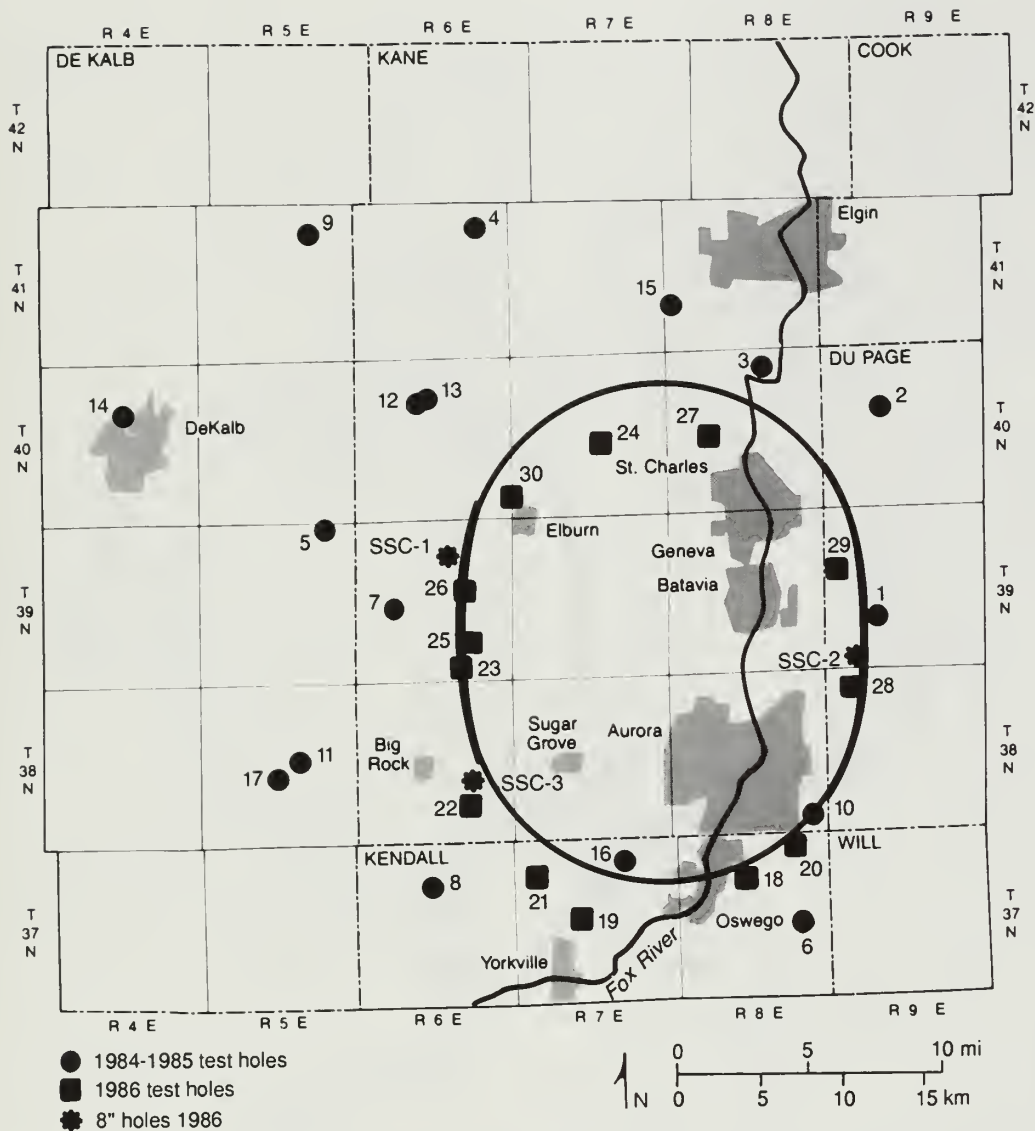 R 4 E R 5 E R 6 E R 7 E R 8 E R 9 E
DE KALB KANE COOK
T 42 N
T 42 N
Elgin
9
4
T 41 N
T 41 N
15
3
DU PAGE
2
14
DeKalb
12 13
27
24
St. Charles
T 40 N
T 40 N
30
Elburn
5
SSC-1
Geneva
29
Batavia
26
7
1
T 39 N
T 39 N
25
23
SSC-2
28
Sugar Grove
Aurora
Big Rock
11
17
SSC-3
T 38 N
T 38 N
22
10
KENDALL
16
WILL
20
8
21
18
19
Oswego
6
T 37 N
T 37 N
Yorkville
Fox River
R 4 E R 5 E R 6 E R 7 E R 8 E R 9 E
1984-1985 test holes
1986 test holes
8" holes 1986
N
0 5 10 mi
0 5 8 10 15 km